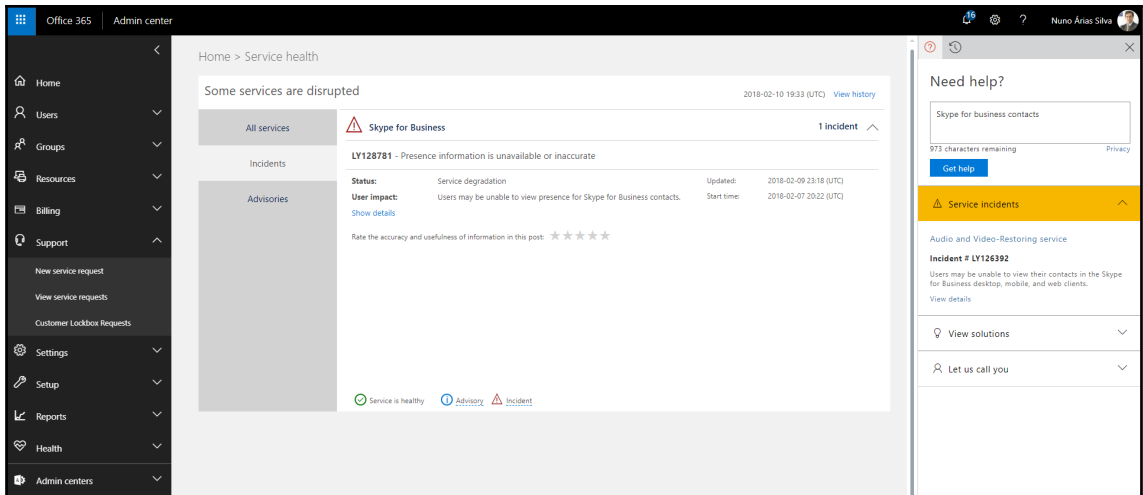 Office 365 Admin center 16 ? Nuno Árias Silva
Home
Users
Groups
Resources
Billing
Support
New service request
View service requests
Customer Lockbox Requests
Settings
Setup
Reports
Health
Admin centers
Home > Service health
Some services are disrupted
2018-02-10 19:33 (UTC) View history
All services
Incidents
Advisories
Skype for Business 1 incident
LY128781 - Presence information is unavailable or inaccurate
Status: Service degradation Updated: 2018-02-09 23:18 (UTC)
User impact: Users may be unable to view presence for Skype for Business contacts. Start time: 2018-02-07 20:22 (UTC)
Show details
Rate the accuracy and usefulness of information in this post:
Service is healthy Advisory Incident
Need help?
Skype for business contacts
973 characters remaining Privacy
Get help
Service incidents
Audio and Video-Restoring service
Incident # LY126392
Users may be unable to view their contacts in the Skype
for Business desktop, mobile, and web clients.
View details
View solutions
Let us call you